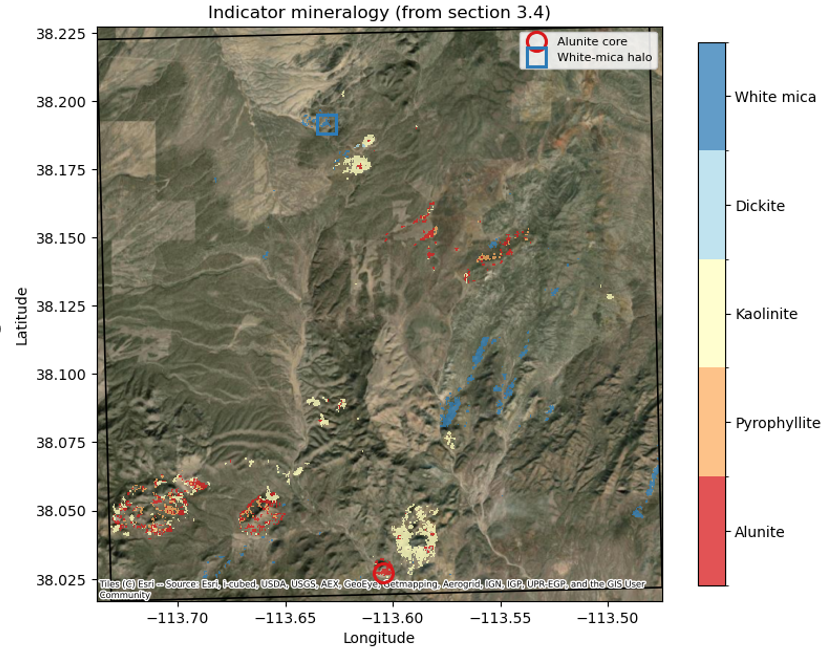 Indicator mineralogy (from section 3.4)
Alunite core
White-mica halo
38.225
38.200
38.175
38.150
38.125
38.100
38.075
38.050
38.025
Latitude
Tiles (C) Esri -- Source: Esri, i-cubed, USDA, USGS, AEX, GeoEye, Getmapping, Aerogrid, IGN, IGP, UPR-EGP, and the GIS User
Community
−113.70
−113.65
−113.60
−113.55
−113.50
Longitude
White mica
Dickite
Kaolinite
Pyrophyllite
Alunite